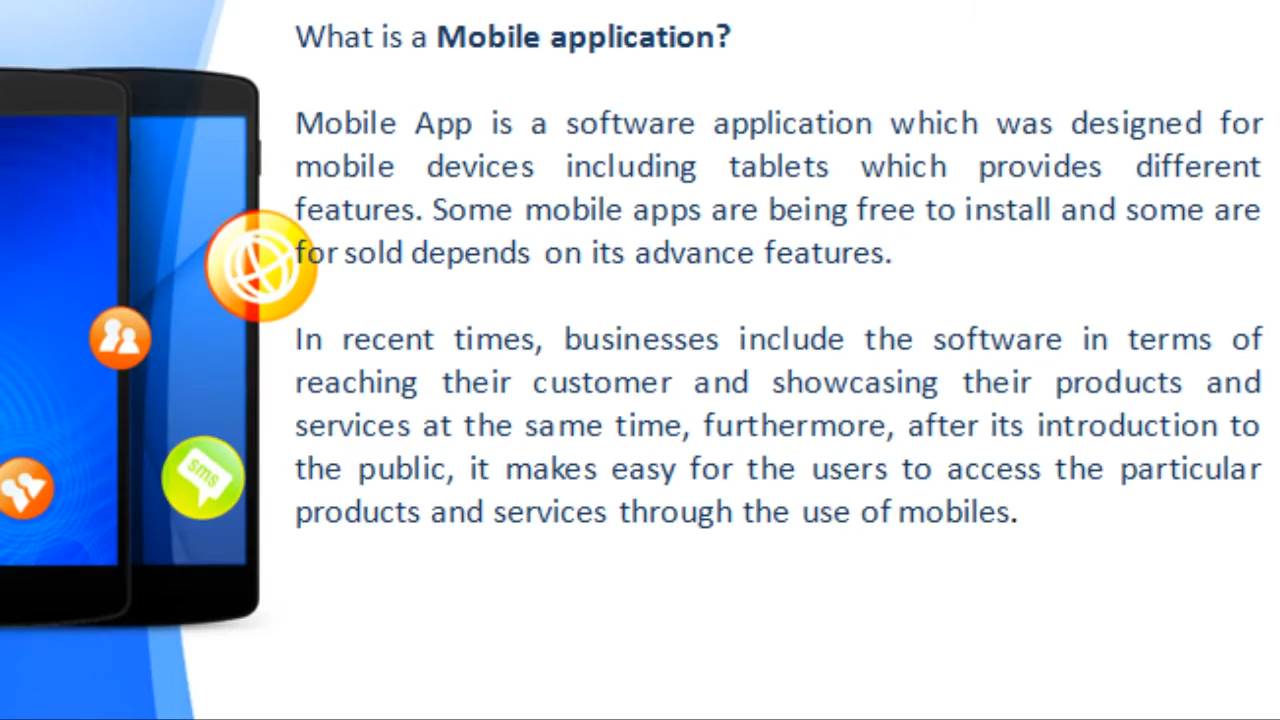 What is a Mobile application?
Mobile App is a software application which was designed for
mobile devices including tablets which provides different
features. Some mobile apps are being free to install and some are
for sold depends on its advance features.
In recent times, businesses include the software in terms of
reaching their customer and showcasing their products and
services at the same time, furthermore, after its introduction to
the public, it makes easy for the users to access the particular
products and services through the use of mobiles.
sms